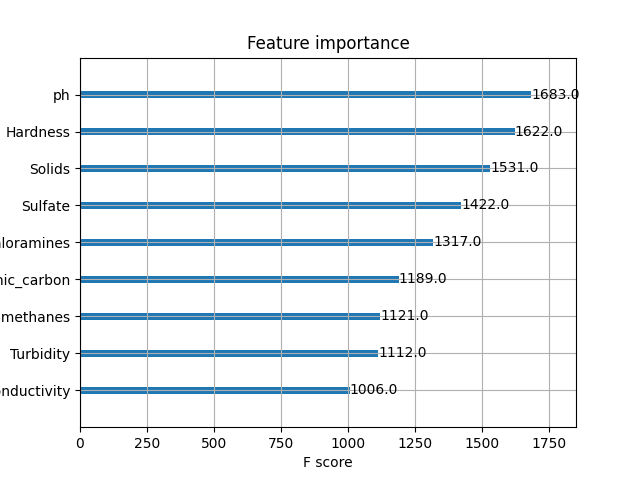 Feature importance
ph 1683.0
Hardness 1622.0
Solids 1531.0
Sulfate 1422.0
loramines 1317.0
nic_carbon 1189.0
methanes 1121.0
Turbidity 1112.0
nductivity 1006.0
0 250 500 750 1000 1250 1500 1750
F score